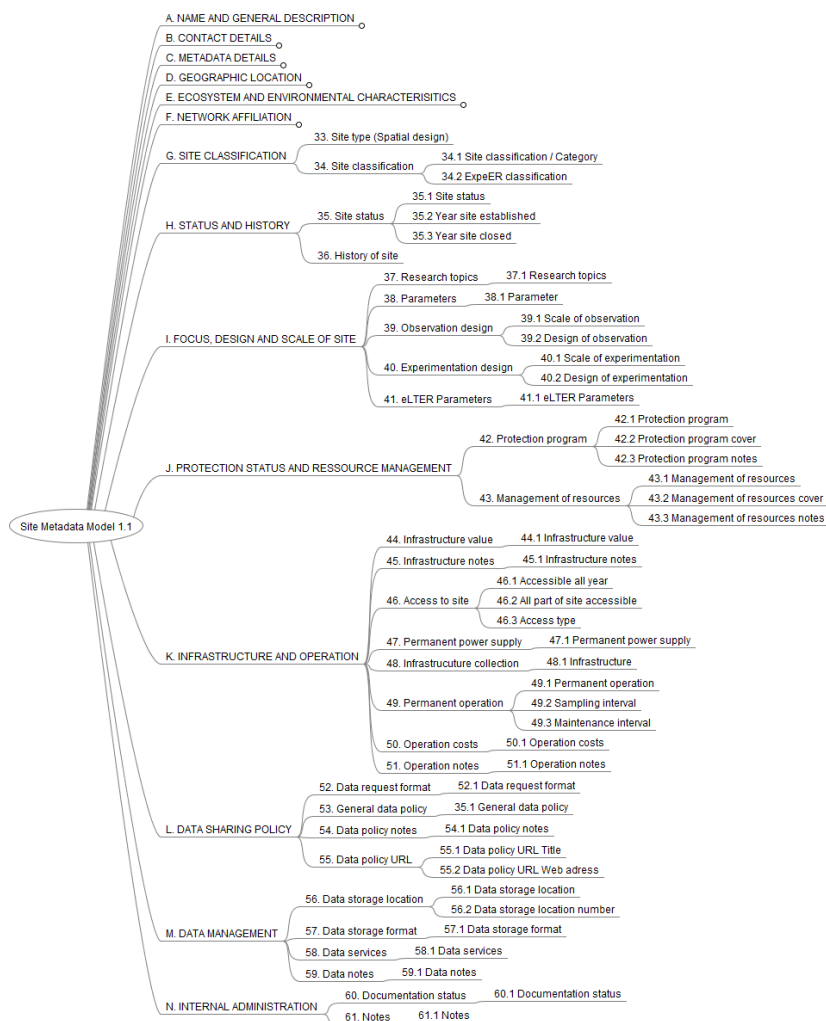 A. NAME AND GENERAL DESCRIPTION
B. CONTACT DETAILS
C. METADATA DETAILS
D. GEOGRAPHIC LOCATION
E. ECOSYSTEM AND ENVIRONMENTAL CHARACTERISITICS
F. NETWORK AFFILIATION
G. SITE CLASSIFICATION
33. Site type (Spatial design)
34. Site classification
34.1 Site classification / Category
34.2 ExpeER classification
H. STATUS AND HISTORY
35. Site status
35.1 Site status
35.2 Year site established
35.3 Year site closed
36. History of site
I. FOCUS, DESIGN AND SCALE OF SITE
37. Research topics
37.1 Research topics
38. Parameters
38.1 Parameter
39. Observation design
39.1 Scale of observation
39.2 Design of observation
40. Experimentation design
40.1 Scale of experimentation
40.2 Design of experimentation
41. eLTER Parameters
41.1 eLTER Parameters
J. PROTECTION STATUS AND RESSOURCE MANAGEMENT
42. Protection program
42.1 Protection program
42.2 Protection program cover
42.3 Protection program notes
43. Management of resources
43.1 Management of resources
43.2 Management of resources cover
43.3 Management of resources notes
Site Metadata Model 1.1
K. INFRASTRUCTURE AND OPERATION
44. Infrastructure value
44.1 Infrastructure value
45. Infrastructure notes
45.1 Infrastructure notes
46. Access to site
46.1 Accessible all year
46.2 All part of site accessible
46.3 Access type
47. Permanent power supply
47.1 Permanent power supply
48. Infrastrucuture collection
48.1 Infrastructure
49. Permanent operation
49.1 Permanent operation
49.2 Sampling interval
49.3 Maintenance interval
50. Operation costs
50.1 Operation costs
51. Operation notes
51.1 Operation notes
L. DATA SHARING POLICY
52. Data request format
52.1 Data request format
53. General data policy
35.1 General data policy
54. Data policy notes
54.1 Data policy notes
55. Data policy URL
55.1 Data policy URL Title
55.2 Data policy URL Web adress
M. DATA MANAGEMENT
56. Data storage location
56.1 Data storage location
56.2 Data storage location number
57. Data storage format
57.1 Data storage format
58. Data services
58.1 Data services
59. Data notes
59.1 Data notes
N. INTERNAL ADMINISTRATION
60. Documentation status
60.1 Documentation status
61. Notes
61.1 Notes